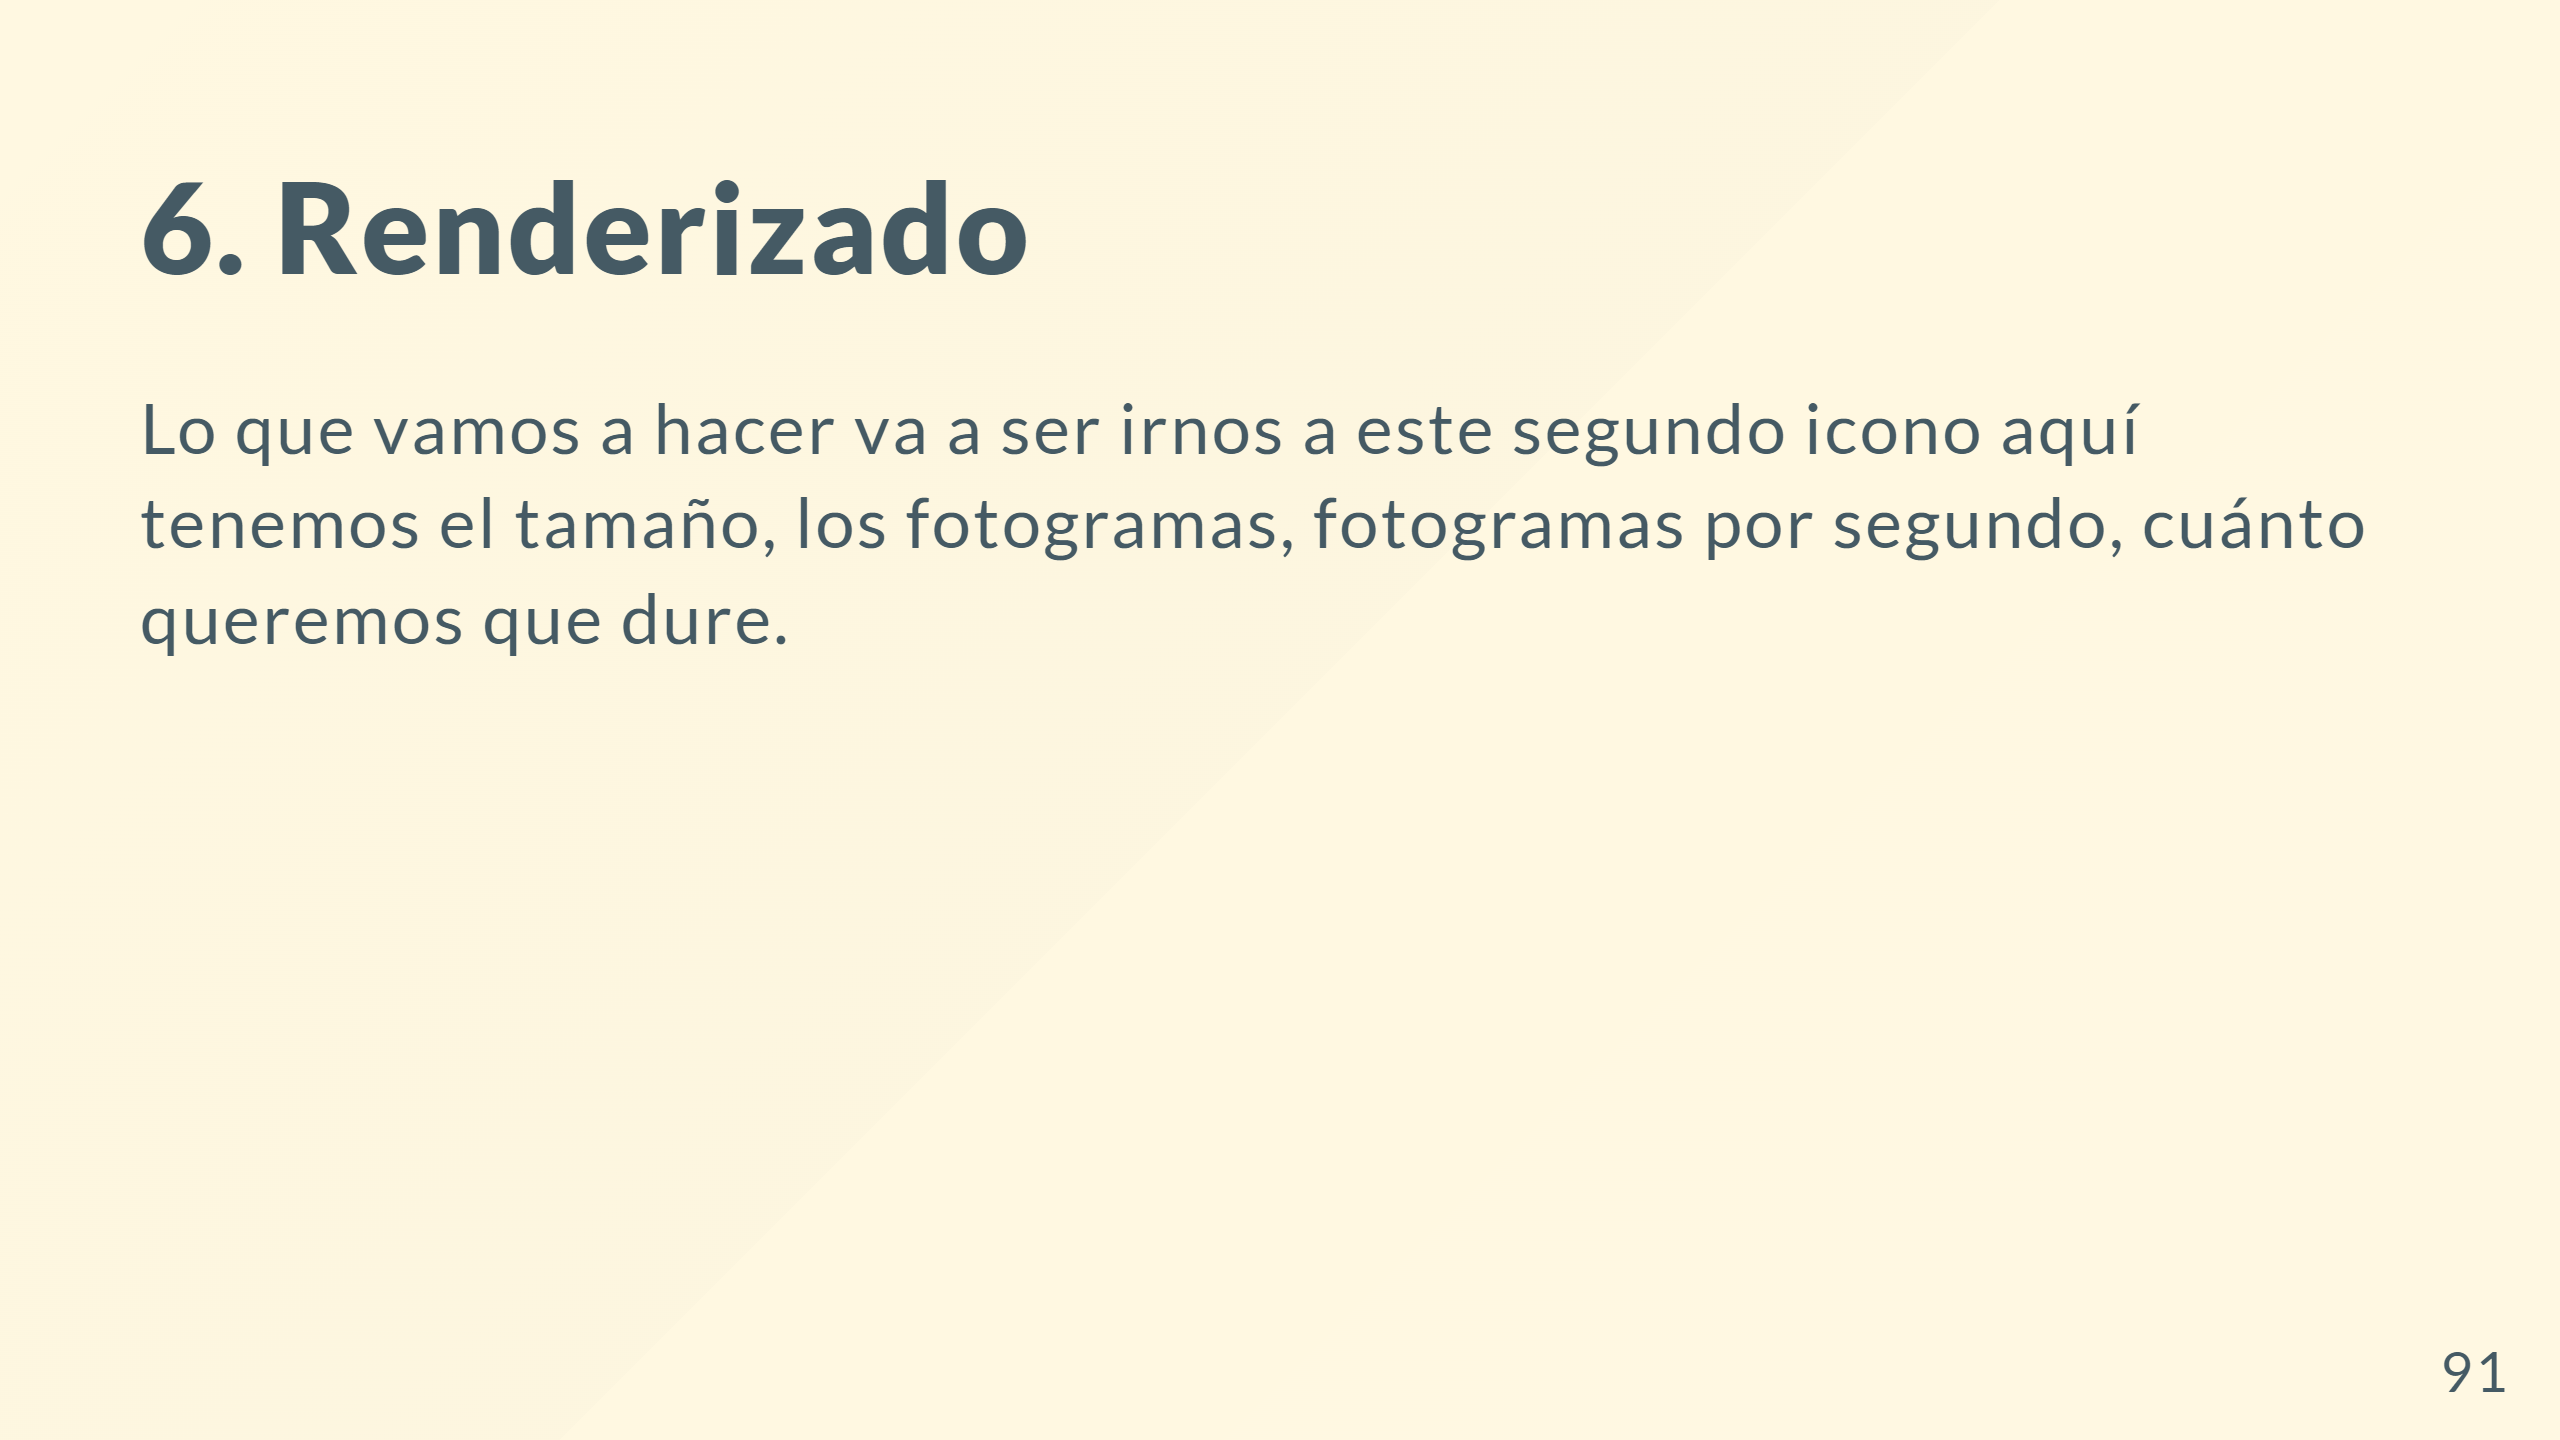 6. Renderizado
Lo que vamos a hacer va a ser irnos a este segundo icono aquí
tenemos el tamaño, los fotogramas, fotogramas por segundo, cuánto
queremos que dure.
91